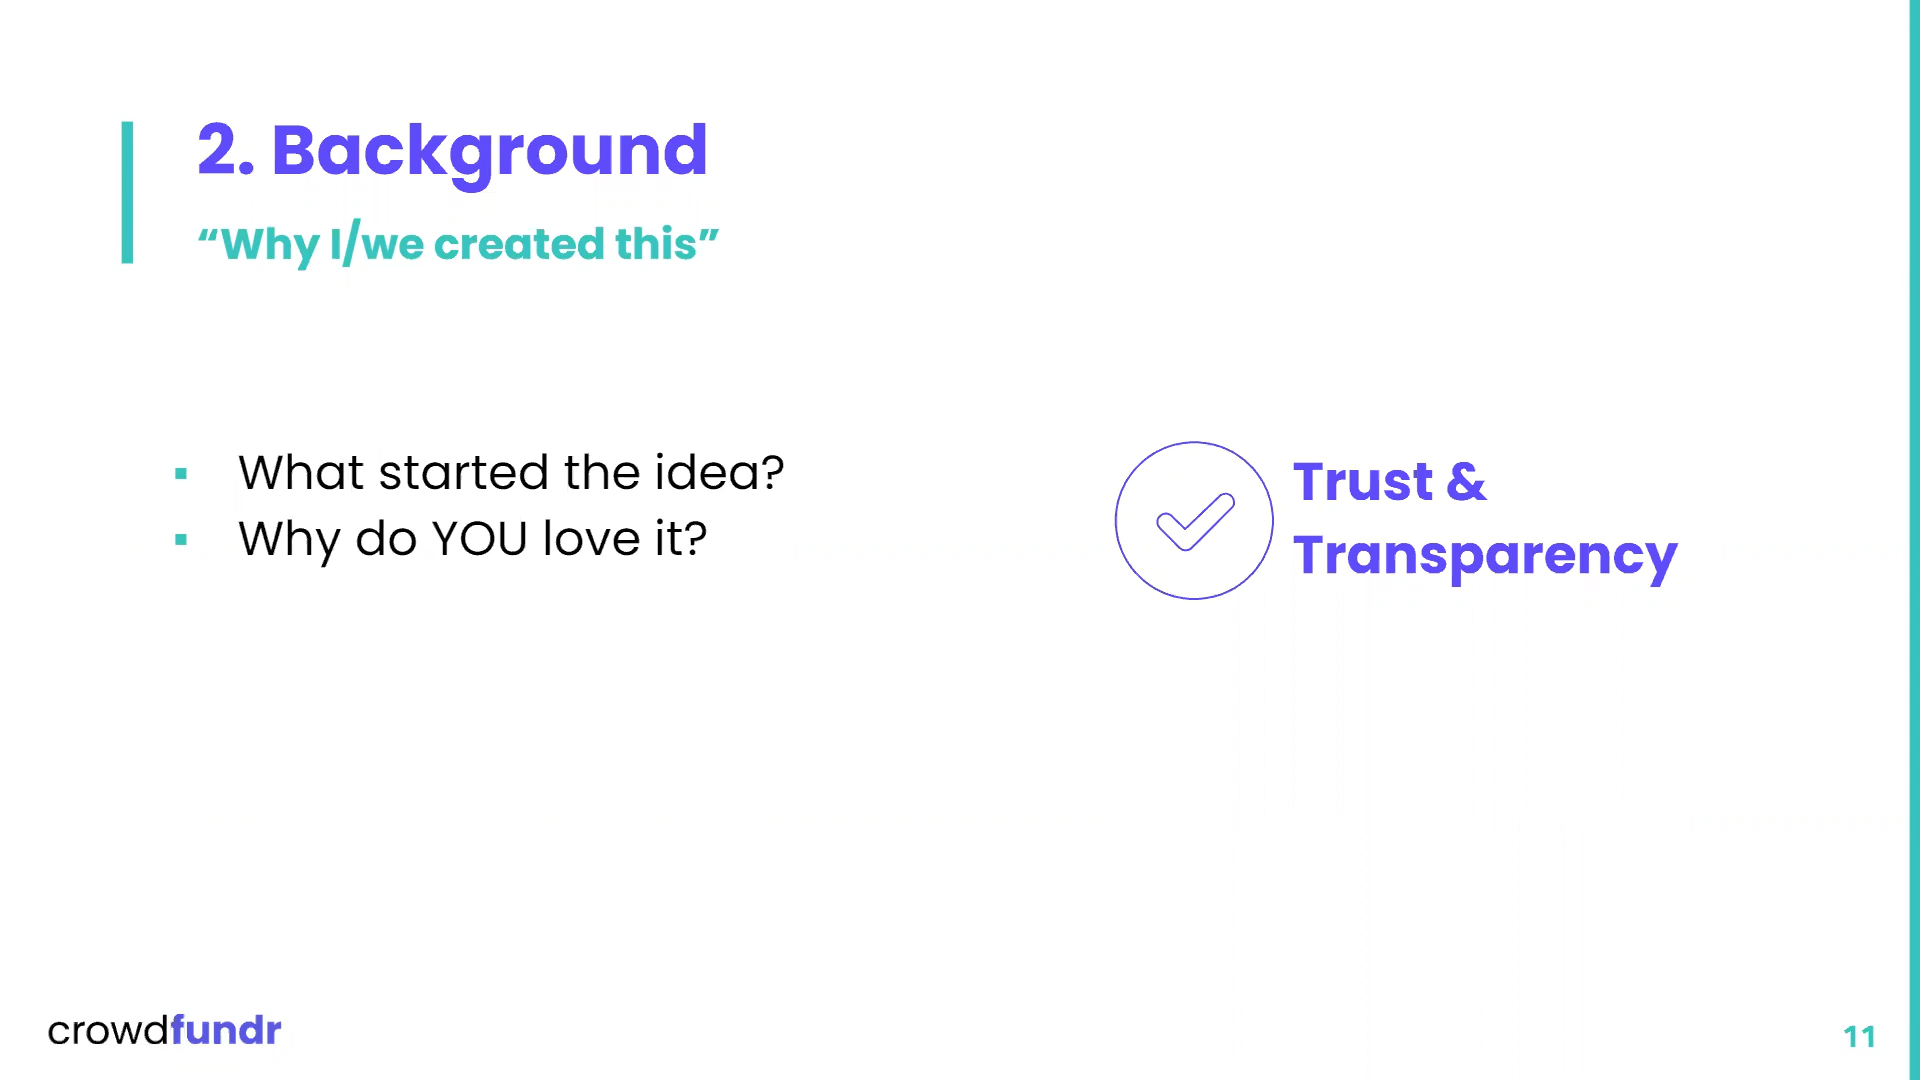 2. Background
“Why I/we created this”
▪ What started the idea?
▪ Why do YOU love it?
Trust &
Transparency
crowdfundr
11